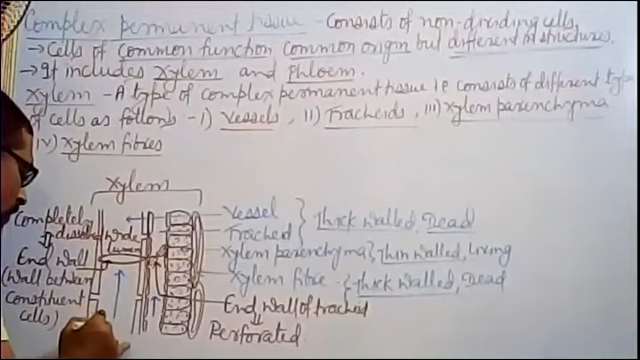 Complex permanent tissue - consists of non-dividing cells.
→ Cells of common function common origin but different in structures.
→ It includes Xylem and Phloem.
Xylem - A type of complex permanent tissue i.e consists of different type
of cells as follows - i) Vessels, ii) Tracheids, iii) Xylem parenchyma
iv) Xylem fibries
Xylem
Completely
wide
lumen
End wall
(wall between
constituent
cells)
Vessel
Tracheid
} Thick walled, Dead
Xylem parenchyma } Thin walled, Living
Xylem fibrie { Thick walled, Dead
End wall of tracheid
Perforated